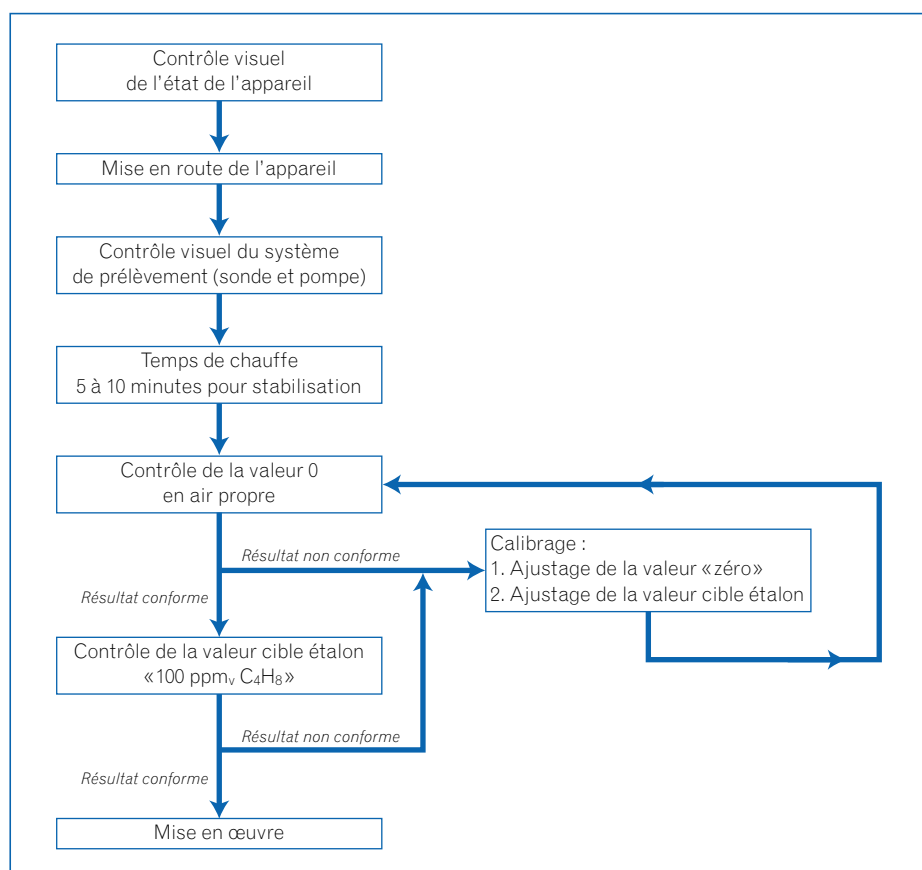 Contrôle visuel
de l'état de l'appareil
Mise en route de l'appareil
Contrôle visuel du système
de prélèvement (sonde et pompe)
Temps de chauffe
5 à 10 minutes pour stabilisation
Contrôle de la valeur 0
en air propre
Résultat non conforme
Calibrage :
1. Ajustage de la valeur «zéro»
2. Ajustage de la valeur cible étalon
Résultat conforme
Contrôle de la valeur cible étalon
«100 ppmᵥ C₄H₈»
Résultat non conforme
Résultat conforme
Mise en œuvre